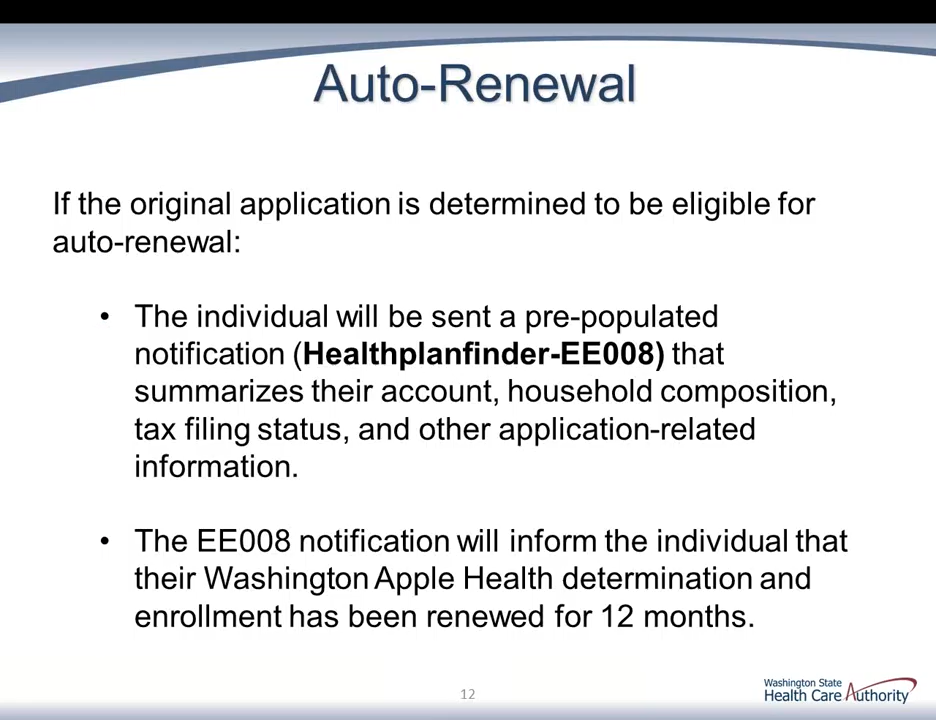 Auto-Renewal
If the original application is determined to be eligible for
auto-renewal:
• The individual will be sent a pre-populated
notification (Healthplanfinder-EE008) that
summarizes their account, household composition,
tax filing status, and other application-related
information.
• The EE008 notification will inform the individual that
their Washington Apple Health determination and
enrollment has been renewed for 12 months.
12
Washington State
Health Care Authority